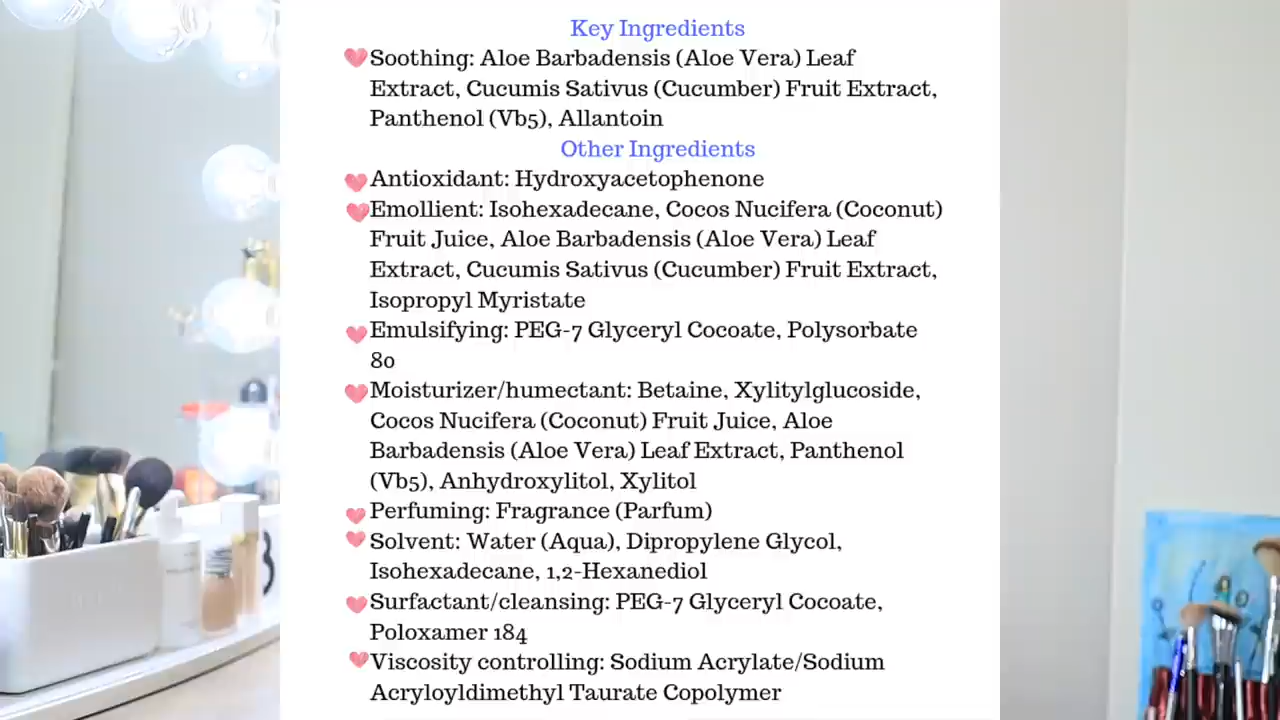 Key Ingredients
Soothing: Aloe Barbadensis (Aloe Vera) Leaf
Extract, Cucumis Sativus (Cucumber) Fruit Extract,
Panthenol (Vb5), Allantoin
Other Ingredients
Antioxidant: Hydroxyacetophenone
Emollient: Isohexadecane, Cocos Nucifera (Coconut)
Fruit Juice, Aloe Barbadensis (Aloe Vera) Leaf
Extract, Cucumis Sativus (Cucumber) Fruit Extract,
Isopropyl Myristate
Emulsifying: PEG-7 Glyceryl Cocoate, Polysorbate
80
Moisturizer/humectant: Betaine, Xylitylglucoside,
Cocos Nucifera (Coconut) Fruit Juice, Aloe
Barbadensis (Aloe Vera) Leaf Extract, Panthenol
(Vb5), Anhydroxylitol, Xylitol
Perfuming: Fragrance (Parfum)
Solvent: Water (Aqua), Dipropylene Glycol,
Isohexadecane, 1,2-Hexanediol
Surfactant/cleansing: PEG-7 Glyceryl Cocoate,
Poloxamer 184
Viscosity controlling: Sodium Acrylate/Sodium
Acryloyldimethyl Taurate Copolymer